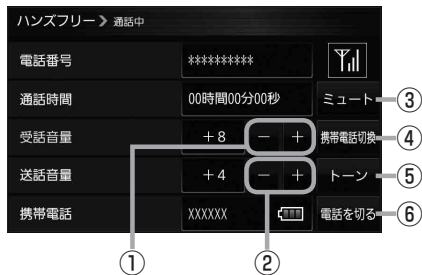 ハンズフリー❯ 通話中
電話番号 **********
通話時間 00時間00分00秒 ミュート ③
受話音量 +8 − + 携帯電話切換 ④
送話音量 +4 − + トーン ⑤
携帯電話 XXXXXX 電話を切る ⑥
① ②